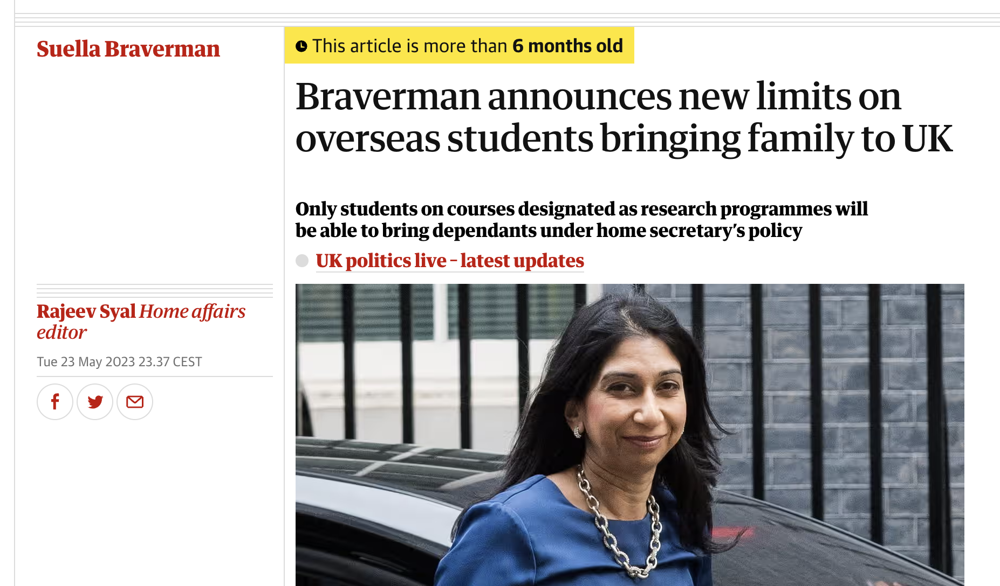 Suella Braverman
This article is more than 6 months old
Braverman announces new limits on
overseas students bringing family to UK
Only students on courses designated as research programmes will
be able to bring dependants under home secretary’s policy
UK politics live – latest updates
Rajeev Syal Home affairs
editor
Tue 23 May 2023 23.37 CEST